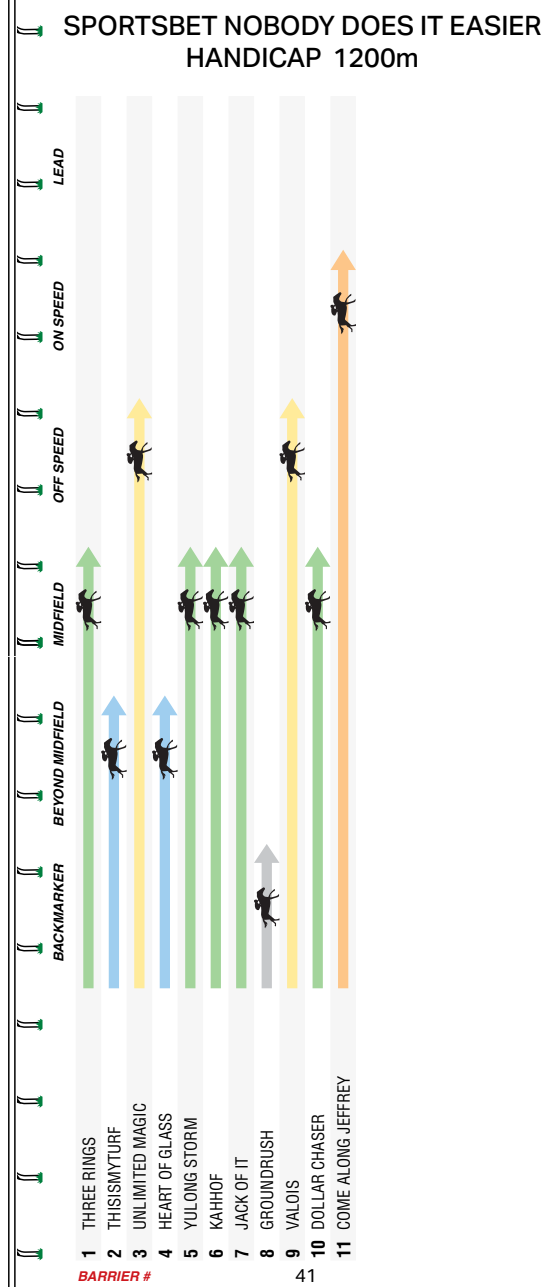 SPORTSBET NOBODY DOES IT EASIER
HANDICAP 1200m
LEAD
ON SPEED
OFF SPEED
MIDFIELD
BEYOND MIDFIELD
BACKMARKER
1 THREE RINGS
2 THISISMYTURF
3 UNLIMITED MAGIC
4 HEART OF GLASS
5 YULONG STORM
6 KAHHOF
7 JACK OF IT
8 GROUNDRUSH
9 VALOIS
10 DOLLAR CHASER
11 COME ALONG JEFFREY
BARRIER #
41